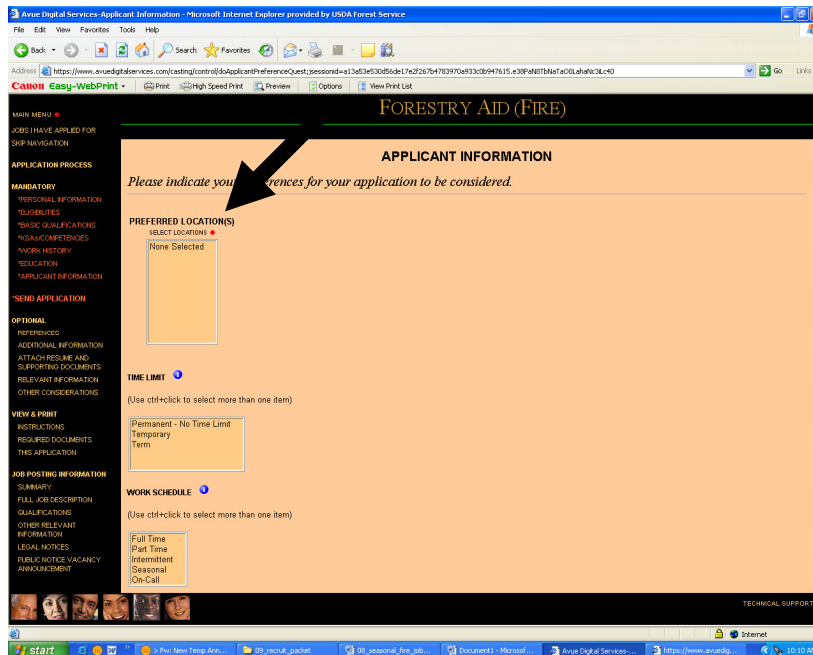 Avue Digital Services-Applicant Information - Microsoft Internet Explorer provided by USDA Forest Service
File Edit View Favorites Tools Help
Back Search Favorites
Address https://www.avuedigitalservices.com/casting/control/doApplicantPreferenceQuest;jsessionid=a13a53e530d56de17e2f267b4783970a933c0b947615.e38PaN8TbNaTaO0LahaNc3iLc40 Go Links
Canon Easy-WebPrint Print High Speed Print Preview Options View Print List
FORESTRY AID (FIRE)
MAIN MENU
JOBS I HAVE APPLIED FOR
SKIP NAVIGATION
APPLICATION PROCESS
MANDATORY
*PERSONAL INFORMATION
*ELIGIBILITIES
*BASIC QUALIFICATIONS
*KSAs/COMPETENCIES
*WORK HISTORY
*EDUCATION
*APPLICANT INFORMATION
*SEND APPLICATION
OPTIONAL
REFERENCES
ADDITIONAL INFORMATION
ATTACH RESUME AND
SUPPORTING DOCUMENTS
RELEVANT INFORMATION
OTHER CONSIDERATIONS
VIEW & PRINT
INSTRUCTIONS
REQUIRED DOCUMENTS
THIS APPLICATION
JOB POSTING INFORMATION
SUMMARY
FULL JOB DESCRIPTION
QUALIFICATIONS
OTHER RELEVANT
INFORMATION
LEGAL NOTICES
PUBLIC NOTICE VACANCY
ANNOUNCEMENT
APPLICANT INFORMATION
Please indicate you erences for your application to be considered.
PREFERRED LOCATION(S)
SELECT LOCATIONS
None Selected
TIME LIMIT
(Use ctrl+click to select more than one item)
Permanent - No Time Limit
Temporary
Term
WORK SCHEDULE
(Use ctrl+click to select more than one item)
Full Time
Part Time
Intermittent
Seasonal
On-Call
TECHNICAL SUPPORT
Internet
start > Fw: New Temp Ann... 09_recruit_packet 08_seasonal_fire_job... Document1 - Microsof... Avue Digital Services-... https://www.avuedig... 10:10 AM